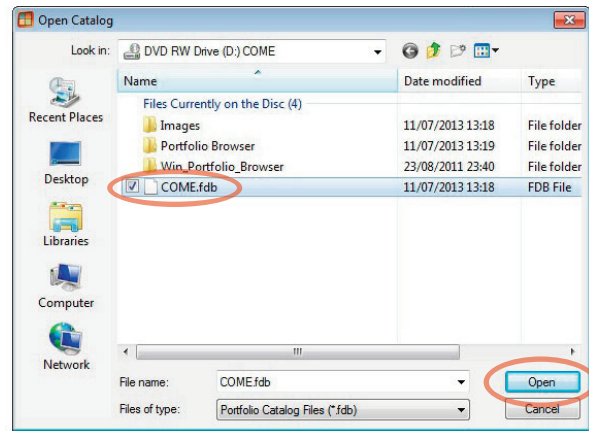 Open Catalog
Look in: DVD RW Drive (D:) COME
Name Date modified Type
Files Currently on the Disc (4)
Images 11/07/2013 13:18 File folder
Portfolio Browser 11/07/2013 13:19 File folder
Win_Portfolio_Browser 23/08/2011 23:40 File folder
COME.fdb 11/07/2013 13:18 FDB File
Recent Places
Desktop
Libraries
Computer
Network
File name: COME.fdb Open
Files of type: Portfolio Catalog Files (*.fdb) Cancel